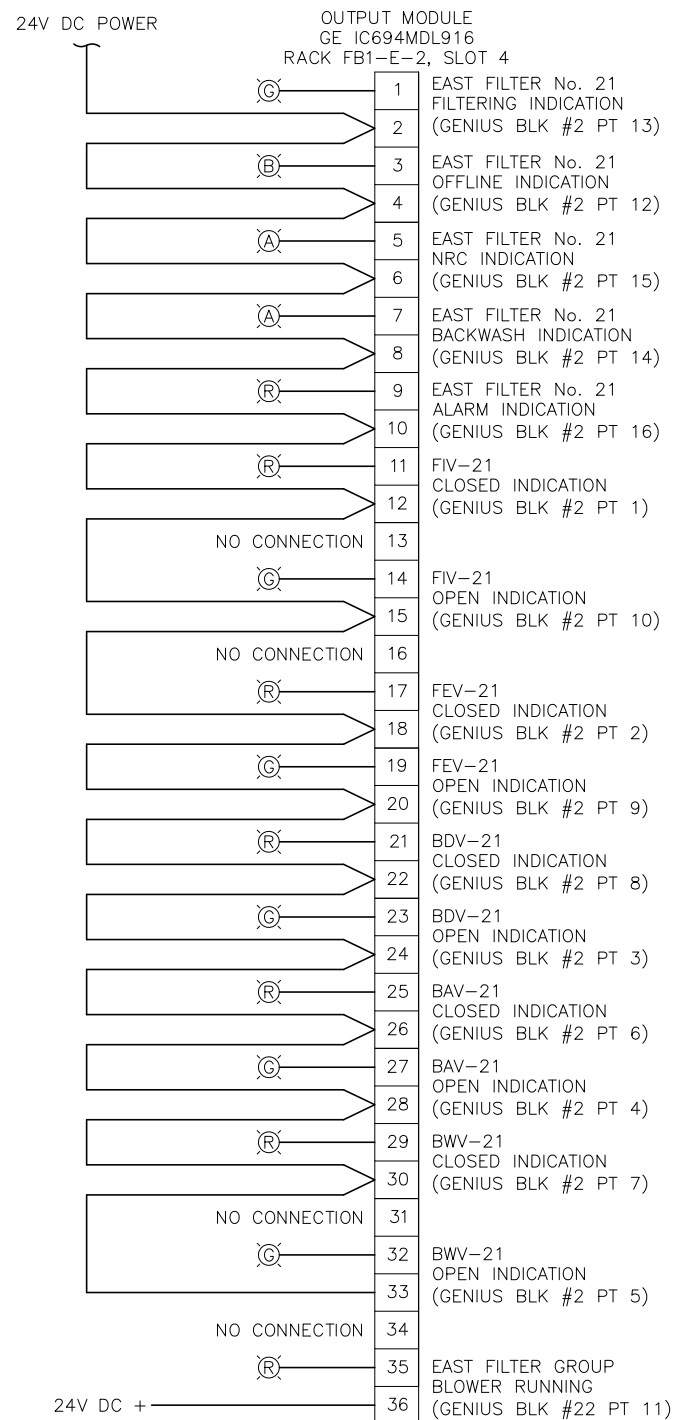 24V DC POWER
OUTPUT MODULE
GE IC694MDL916
RACK FB1-E-2, SLOT 4
G 1 EAST FILTER No. 21
FILTERING INDICATION
2 (GENIUS BLK #2 PT 13)
B 3 EAST FILTER No. 21
OFFLINE INDICATION
4 (GENIUS BLK #2 PT 12)
A 5 EAST FILTER No. 21
NRC INDICATION
6 (GENIUS BLK #2 PT 15)
A 7 EAST FILTER No. 21
BACKWASH INDICATION
8 (GENIUS BLK #2 PT 14)
R 9 EAST FILTER No. 21
ALARM INDICATION
10 (GENIUS BLK #2 PT 16)
R 11 FIV-21
CLOSED INDICATION
12 (GENIUS BLK #2 PT 1)
NO CONNECTION 13
G 14 FIV-21
OPEN INDICATION
15 (GENIUS BLK #2 PT 10)
NO CONNECTION 16
R 17 FEV-21
CLOSED INDICATION
18 (GENIUS BLK #2 PT 2)
G 19 FEV-21
OPEN INDICATION
20 (GENIUS BLK #2 PT 9)
R 21 BDV-21
CLOSED INDICATION
22 (GENIUS BLK #2 PT 8)
G 23 BDV-21
OPEN INDICATION
24 (GENIUS BLK #2 PT 3)
R 25 BAV-21
CLOSED INDICATION
26 (GENIUS BLK #2 PT 6)
G 27 BAV-21
OPEN INDICATION
28 (GENIUS BLK #2 PT 4)
R 29 BWV-21
CLOSED INDICATION
30 (GENIUS BLK #2 PT 7)
NO CONNECTION 31
G 32 BWV-21
OPEN INDICATION
33 (GENIUS BLK #2 PT 5)
NO CONNECTION 34
R 35 EAST FILTER GROUP
BLOWER RUNNING
24V DC + 36 (GENIUS BLK #22 PT 11)